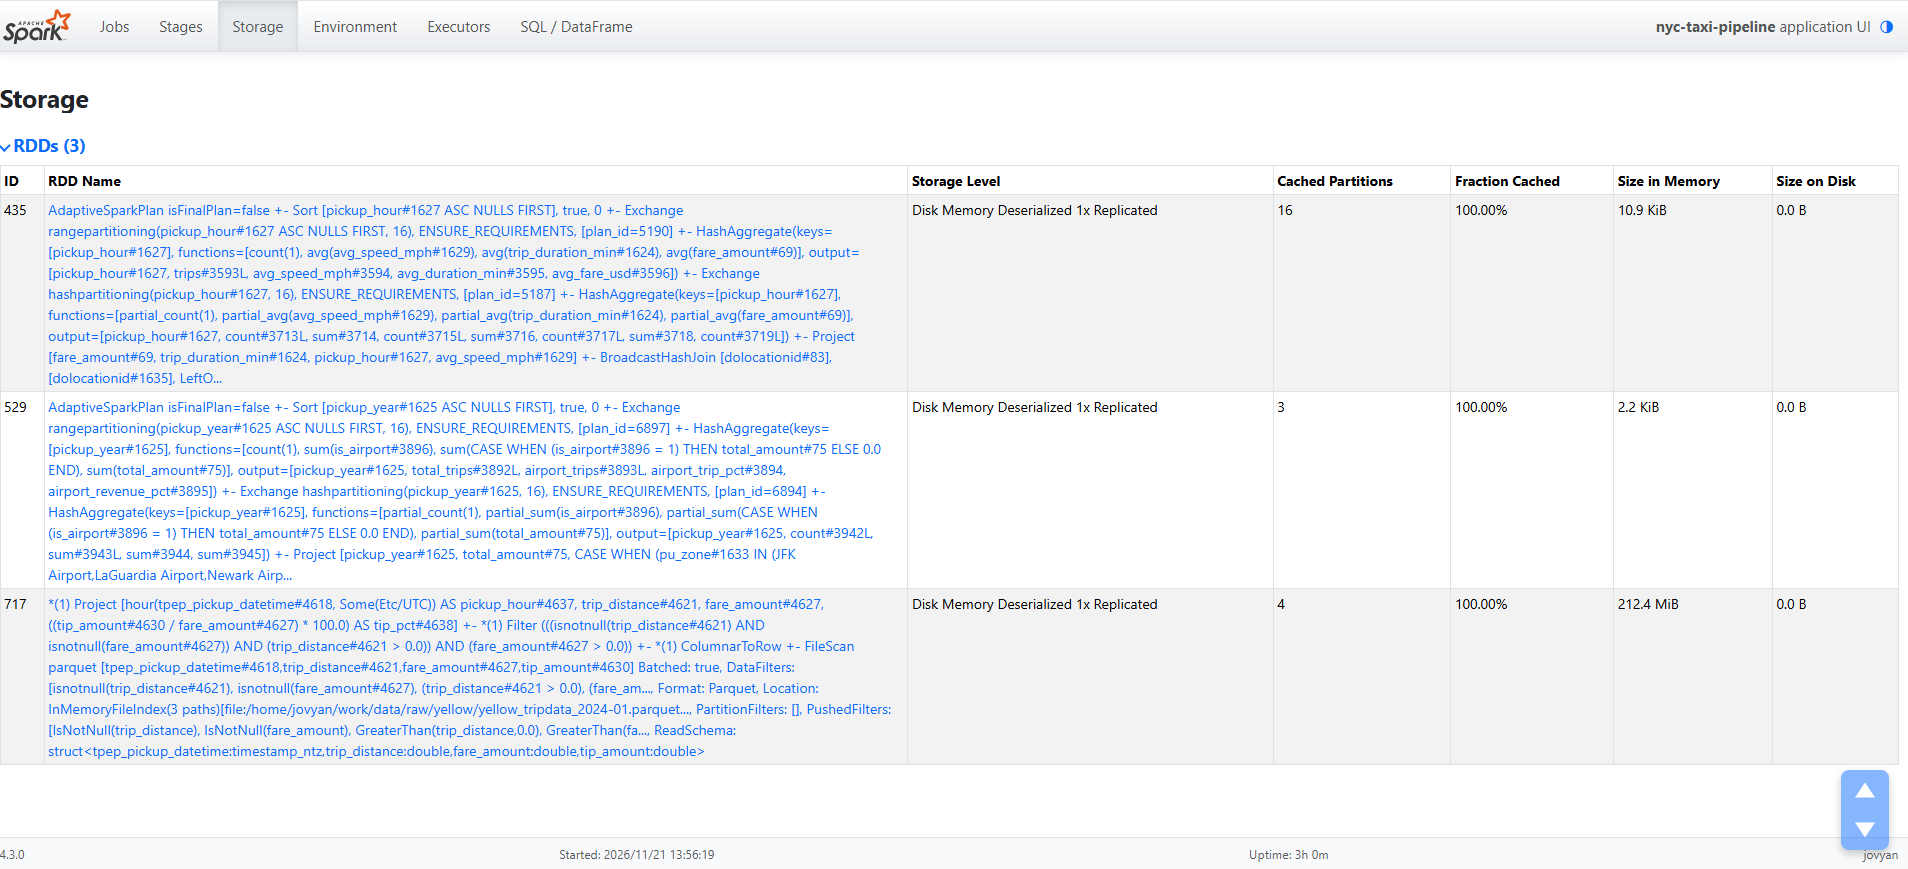 APACHE
Spark
Jobs
Stages
Storage
Environment
Executors
SQL / DataFrame
nyc-taxi-pipeline application UI
Storage
RDDs (3)
ID
RDD Name
Storage Level
Cached Partitions
Fraction Cached
Size in Memory
Size on Disk
435
AdaptiveSparkPlan isFinalPlan=false +- Sort [pickup_hour#1627 ASC NULLS FIRST], true, 0 +- Exchange
rangepartitioning(pickup_hour#1627 ASC NULLS FIRST, 16), ENSURE_REQUIREMENTS, [plan_id=5190] +- HashAggregate(keys=
[pickup_hour#1627], functions=[count(1), avg(avg_speed_mph#1629), avg(trip_duration_min#1624), avg(fare_amount#69)], output=
[pickup_hour#1627, trips#3593L, avg_speed_mph#3594, avg_duration_min#3595, avg_fare_usd#3596]) +- Exchange
hashpartitioning(pickup_hour#1627, 16), ENSURE_REQUIREMENTS, [plan_id=5187] +- HashAggregate(keys=[pickup_hour#1627],
functions=[partial_count(1), partial_avg(avg_speed_mph#1629), partial_avg(trip_duration_min#1624), partial_avg(fare_amount#69)],
output=[pickup_hour#1627, count#3713L, sum#3714, count#3715L, sum#3716, count#3717L, sum#3718, count#3719L]) +- Project
[fare_amount#69, trip_duration_min#1624, pickup_hour#1627, avg_speed_mph#1629] +- BroadcastHashJoin [dolocationid#83],
[dolocationid#1635], LeftO...
Disk Memory Deserialized 1x Replicated
16
100.00%
10.9 KiB
0.0 B
529
AdaptiveSparkPlan isFinalPlan=false +- Sort [pickup_year#1625 ASC NULLS FIRST], true, 0 +- Exchange
rangepartitioning(pickup_year#1625 ASC NULLS FIRST, 16), ENSURE_REQUIREMENTS, [plan_id=6897] +- HashAggregate(keys=
[pickup_year#1625], functions=[count(1), sum(is_airport#3896), sum(CASE WHEN (is_airport#3896 = 1) THEN total_amount#75 ELSE 0.0
END), sum(total_amount#75)], output=[pickup_year#1625, total_trips#3892L, airport_trips#3893L, airport_trip_pct#3894,
airport_revenue_pct#3895]) +- Exchange hashpartitioning(pickup_year#1625, 16), ENSURE_REQUIREMENTS, [plan_id=6894] +-
HashAggregate(keys=[pickup_year#1625], functions=[partial_count(1), partial_sum(is_airport#3896), partial_sum(CASE WHEN
(is_airport#3896 = 1) THEN total_amount#75 ELSE 0.0 END), partial_sum(total_amount#75)], output=[pickup_year#1625, count#3942L,
sum#3943L, sum#3944, sum#3945]) +- Project [pickup_year#1625, total_amount#75, CASE WHEN (pu_zone#1633 IN (JFK
Airport,LaGuardia Airport,Newark Airp...
Disk Memory Deserialized 1x Replicated
3
100.00%
2.2 KiB
0.0 B
717
*(1) Project [hour(tpep_pickup_datetime#4618, Some(Etc/UTC)) AS pickup_hour#4637, trip_distance#4621, fare_amount#4627,
((tip_amount#4630 / fare_amount#4627) * 100.0) AS tip_pct#4638] +- *(1) Filter (((isnotnull(trip_distance#4621) AND
isnotnull(fare_amount#4627)) AND (trip_distance#4621 > 0.0)) AND (fare_amount#4627 > 0.0)) +- *(1) ColumnarToRow +- FileScan
parquet [tpep_pickup_datetime#4618,trip_distance#4621,fare_amount#4627,tip_amount#4630] Batched: true, DataFilters:
[isnotnull(trip_distance#4621), isnotnull(fare_amount#4627), (trip_distance#4621 > 0.0), (fare_am..., Format: Parquet, Location:
InMemoryFileIndex(3 paths)[file:/home/jovyan/work/data/raw/yellow/yellow_tripdata_2024-01.parquet..., PartitionFilters: [], PushedFilters:
[IsNotNull(trip_distance), IsNotNull(fare_amount), GreaterThan(trip_distance,0.0), GreaterThan(fa..., ReadSchema:
struct<tpep_pickup_datetime:timestamp_ntz,trip_distance:double,fare_amount:double,tip_amount:double>
Disk Memory Deserialized 1x Replicated
4
100.00%
212.4 MiB
0.0 B
4.3.0
Started: 2026/11/21 13:56:19
Uptime: 3h 0m
jovyan